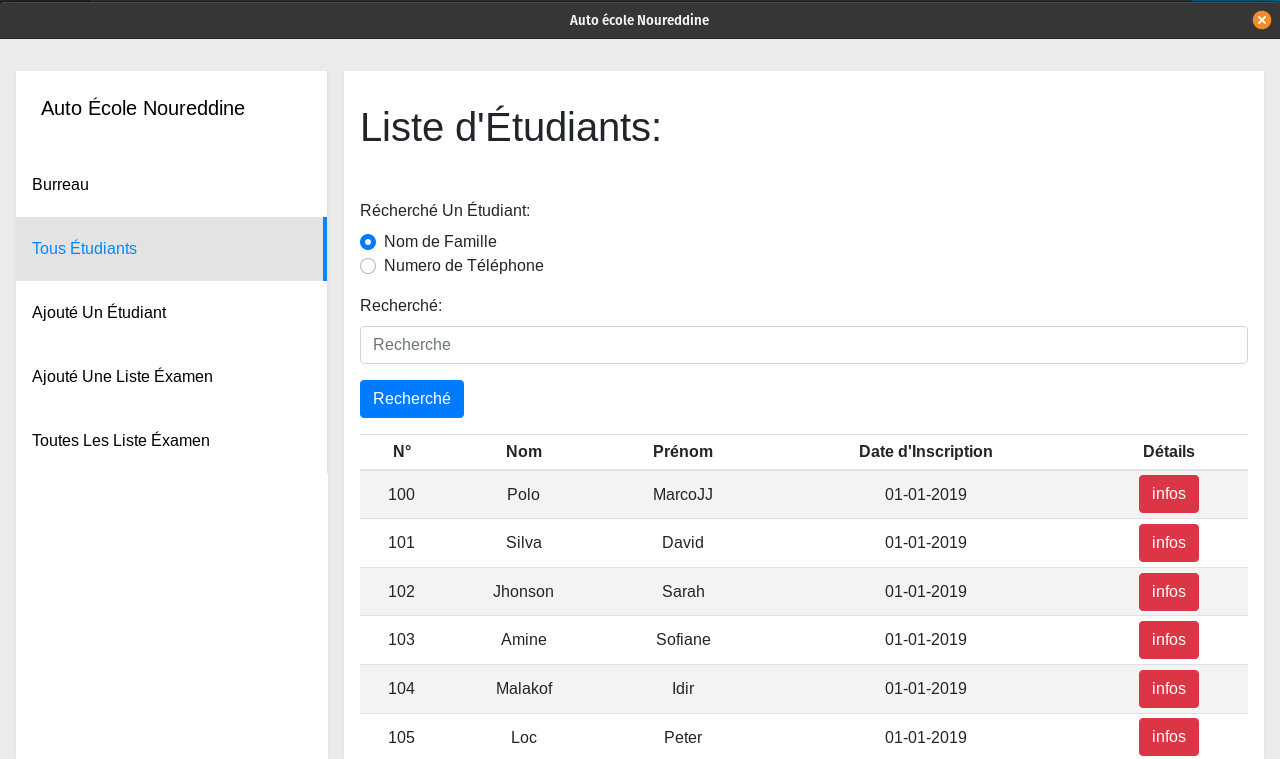 Auto école Noureddine
Auto École Noureddine
Burreau
Tous Étudiants
Ajouté Un Étudiant
Ajouté Une Liste Éxamen
Toutes Les Liste Éxamen
Liste d'Étudiants:
Récherché Un Étudiant:
Nom de Famille
Numero de Téléphone
Recherché:
Recherche
Recherché
N° Nom Prénom Date d'Inscription Détails
100 Polo MarcoJJ 01-01-2019 infos
101 Silva David 01-01-2019 infos
102 Jhonson Sarah 01-01-2019 infos
103 Amine Sofiane 01-01-2019 infos
104 Malakof Idir 01-01-2019 infos
105 Loc Peter 01-01-2019 infos